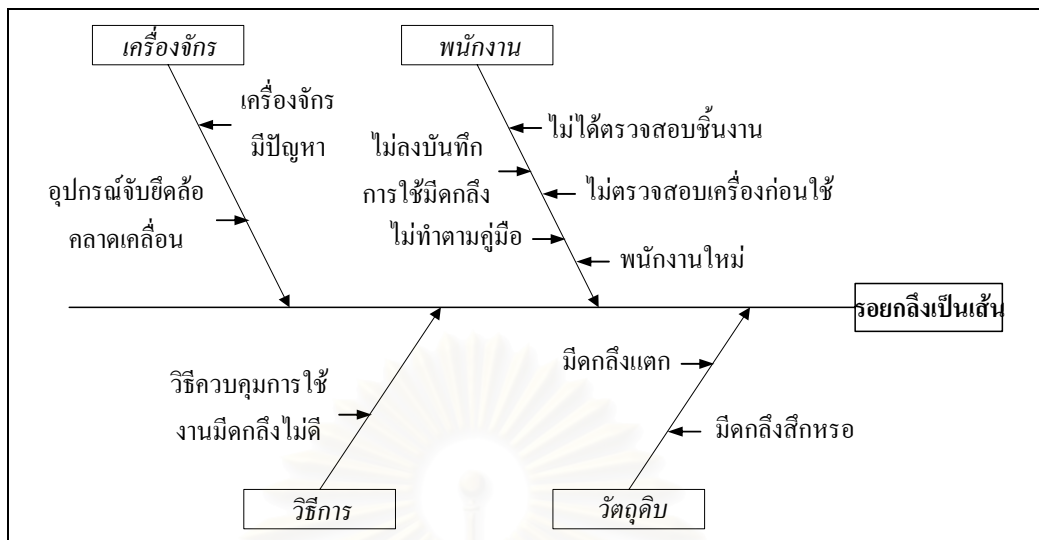 เครื่องจักร
พนักงาน
เครื่องจักร
มีปัญหา
อุปกรณ์จับยึดล้อ
คลาดเคลื่อน
ไม่ได้ตรวจสอบชิ้นงาน
ไม่ลงบันทึก
การใช้มีดกลึง
ไม่ตรวจสอบเครื่องก่อนใช้
ไม่ทำตามคู่มือ
พนักงานใหม่
รอยกลึงเป็นเส้น
วิธีควบคุมการใช้
งานมีดกลึงไม่ดี
มีดกลึงแตก
มีดกลึงสึกหรอ
วิธีการ
วัตถุดิบ